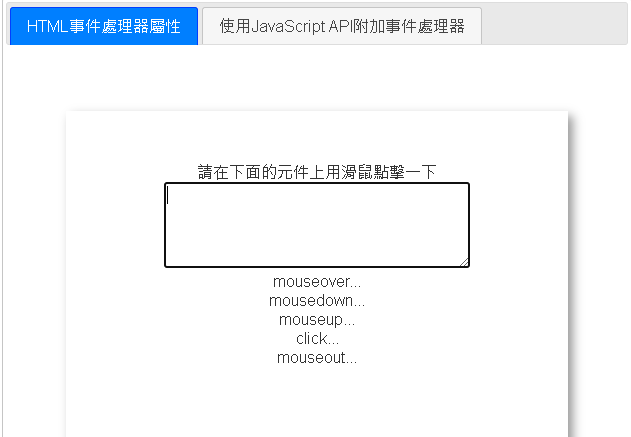 HTML事件處理器屬性
使用JavaScript API附加事件處理器
請在下面的元件上用滑鼠點擊一下
mouseover...
mousedown...
mouseup...
click...
mouseout...